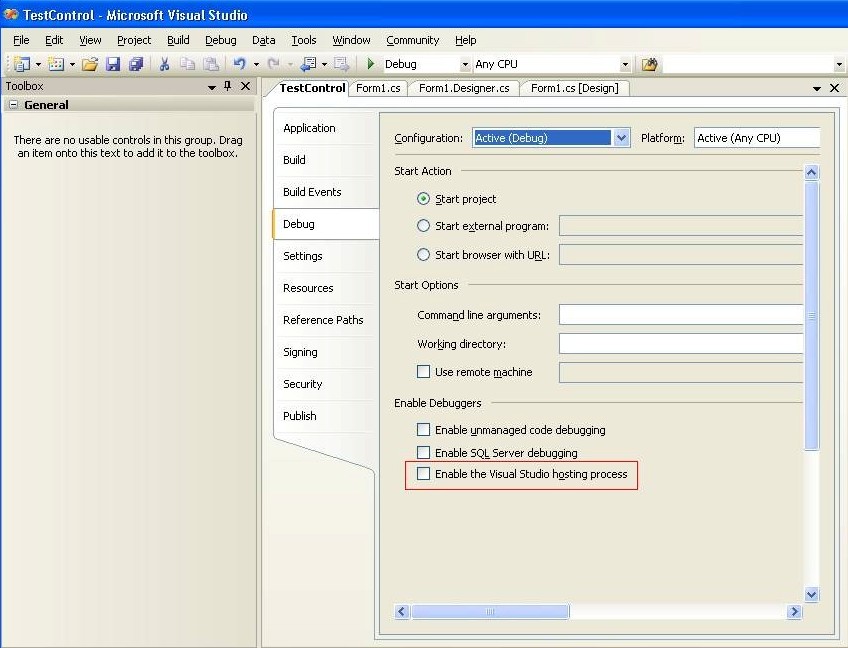 TestControl - Microsoft Visual Studio
File Edit View Project Build Debug Data Tools Window Community Help
Debug Any CPU
Toolbox
General
There are no usable controls in this group. Drag
an item onto this text to add it to the toolbox.
TestControl Form1.cs Form1.Designer.cs Form1.cs [Design]
Application
Build
Build Events
Debug
Settings
Resources
Reference Paths
Signing
Security
Publish
Configuration: Active (Debug) Platform: Active (Any CPU)
Start Action
Start project
Start external program:
Start browser with URL:
Start Options
Command line arguments:
Working directory:
Use remote machine
Enable Debuggers
Enable unmanaged code debugging
Enable SQL Server debugging
Enable the Visual Studio hosting process